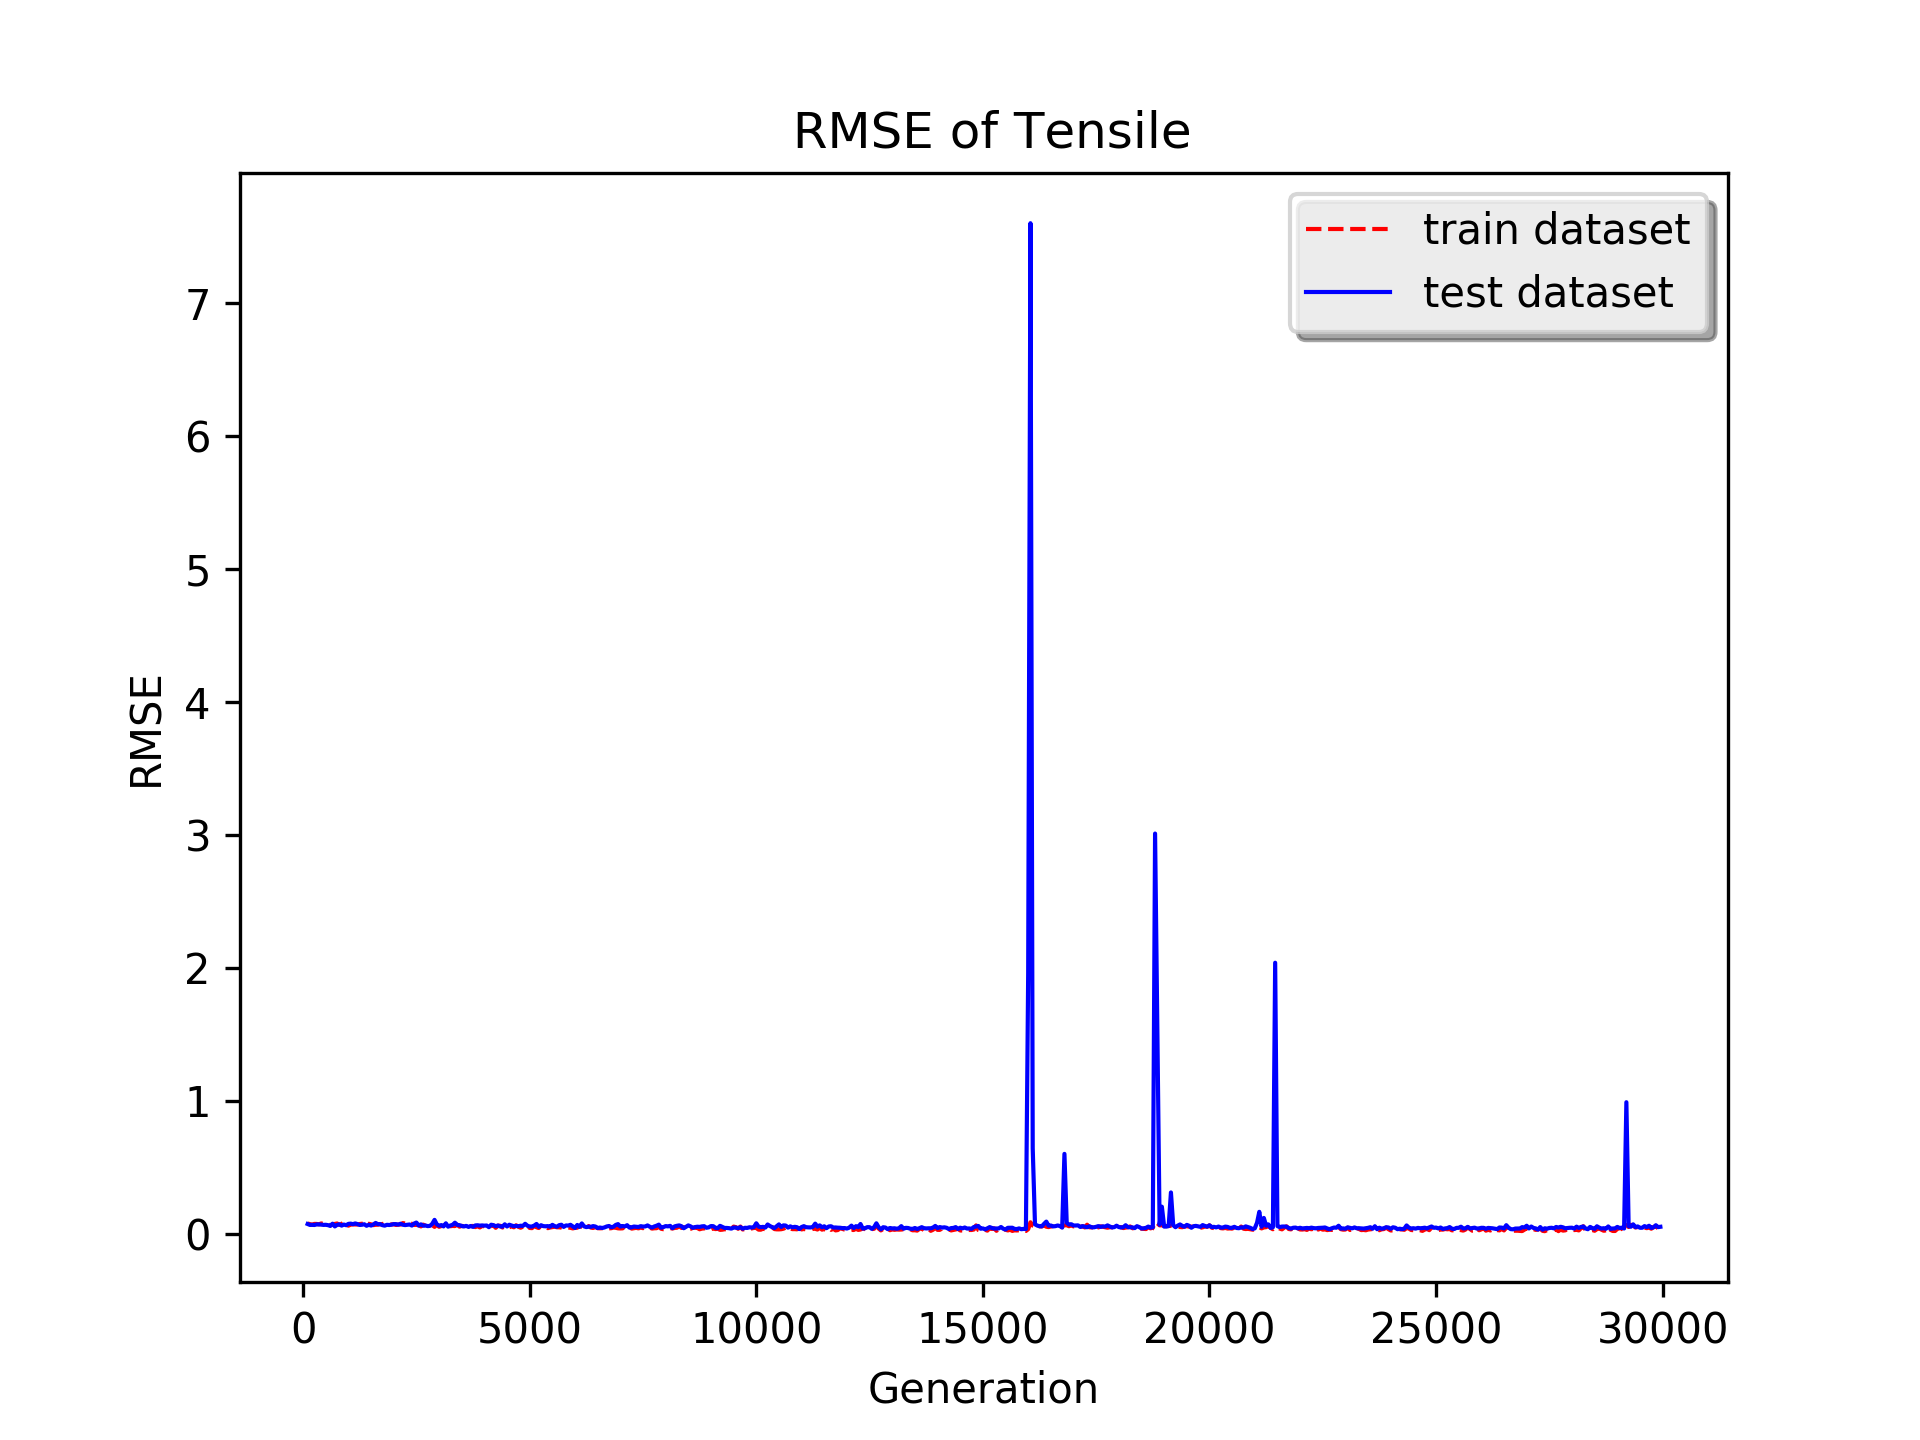 RMSE of Tensile
train dataset
test dataset
7
6
5
4
3
2
1
0
RMSE
0 5000 10000 15000 20000 25000 30000
Generation